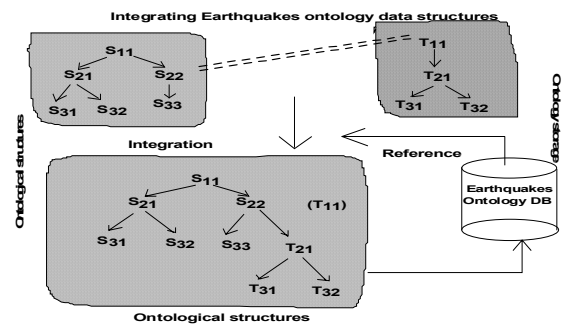 Integrating Earthquakes ontology data structures
S11
S21 S22
S31 S32 S33
T11
T21
T31 T32
Ontological structures
Ontology storage
Integration
Reference
S11
S21 S22 (T11)
S31 S32 S33 T21
T31 T32
Earthquakes
Ontology DB
Ontological structures